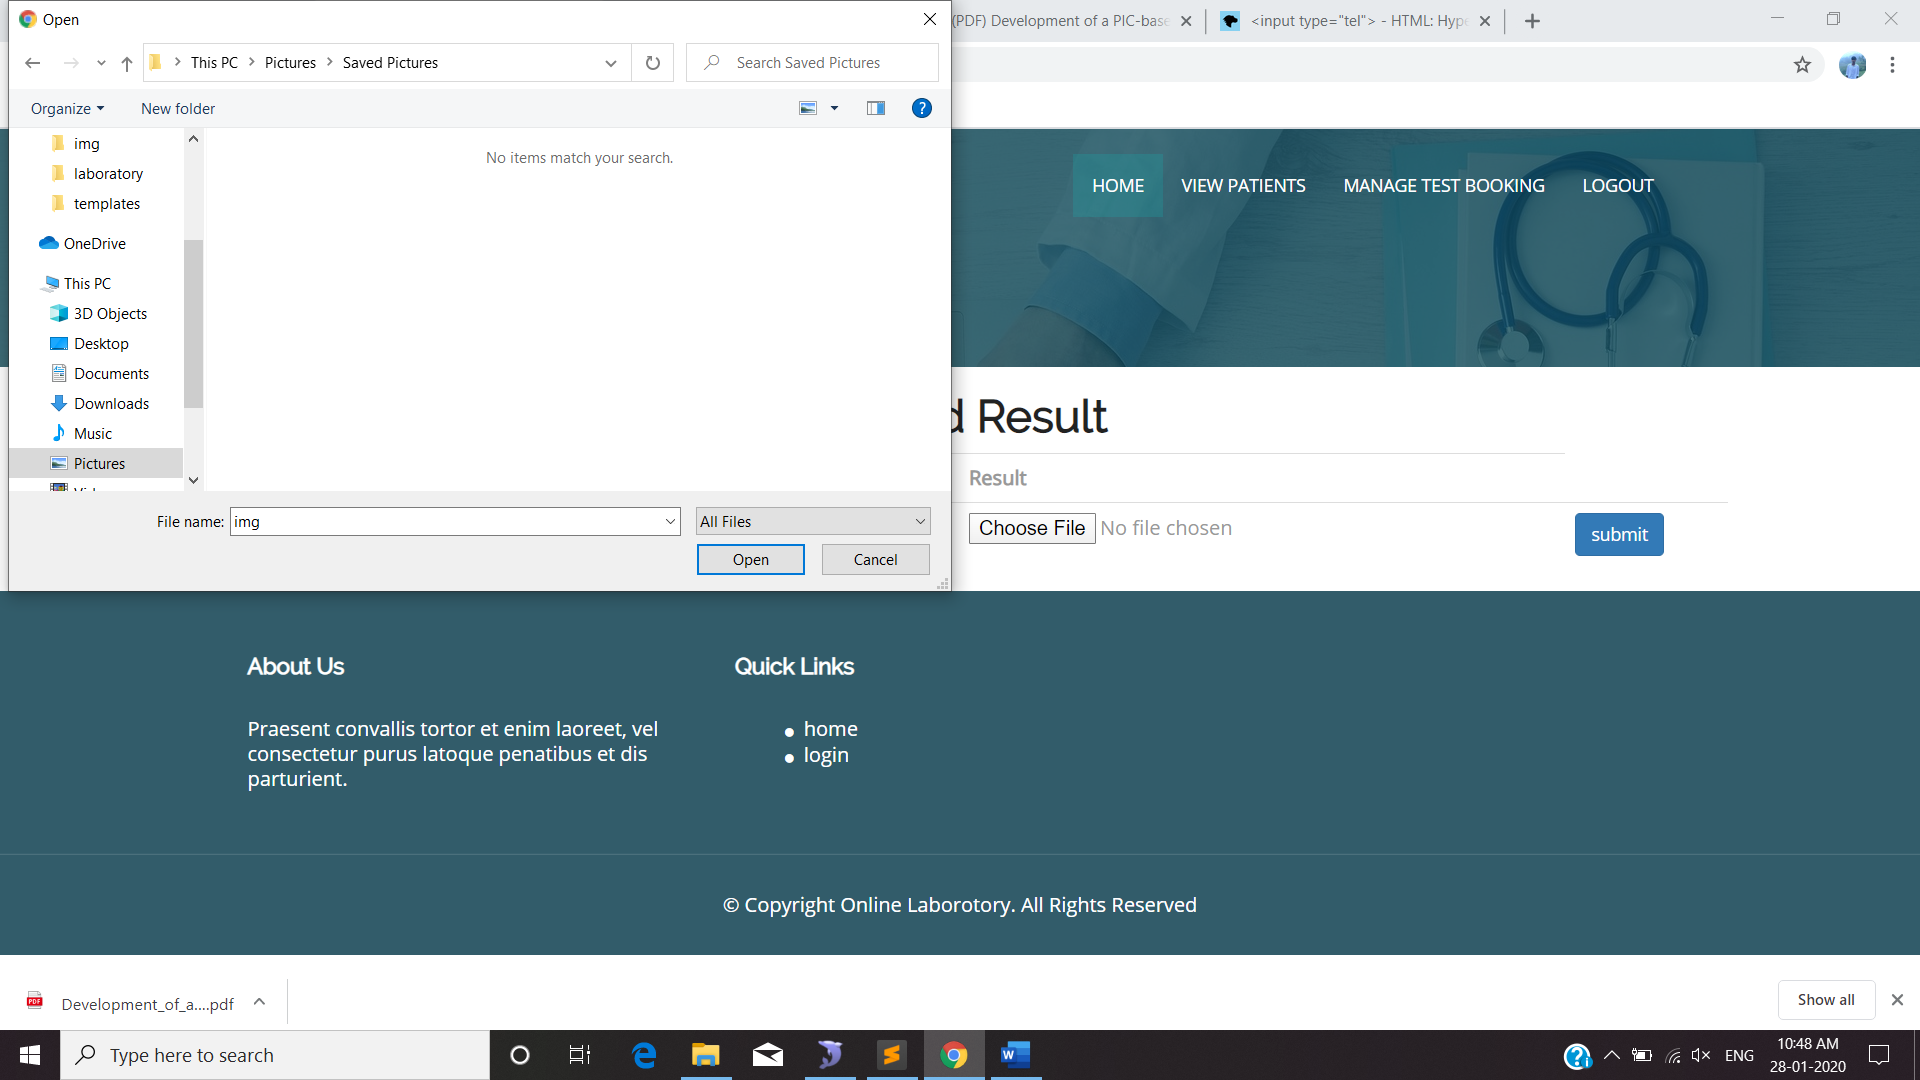 Open
(PDF) Development of a PIC-base
<input type="tel"> - HTML: Hype
This PC > Pictures > Saved Pictures
Search Saved Pictures
Organize
New folder
img
laboratory
templates
OneDrive
This PC
3D Objects
Desktop
Documents
Downloads
Music
Pictures
No items match your search.
File name: img
All Files
Open
Cancel
HOME
VIEW PATIENTS
MANAGE TEST BOOKING
LOGOUT
d Result
Result
Choose File No file chosen
submit
About Us
Praesent convallis tortor et enim laoreet, vel
consectetur purus latoque penatibus et dis
parturient.
Quick Links
home
login
© Copyright Online Laborotory. All Rights Reserved
Development_of_a....pdf
Show all
Type here to search
ENG
10:48 AM
28-01-2020